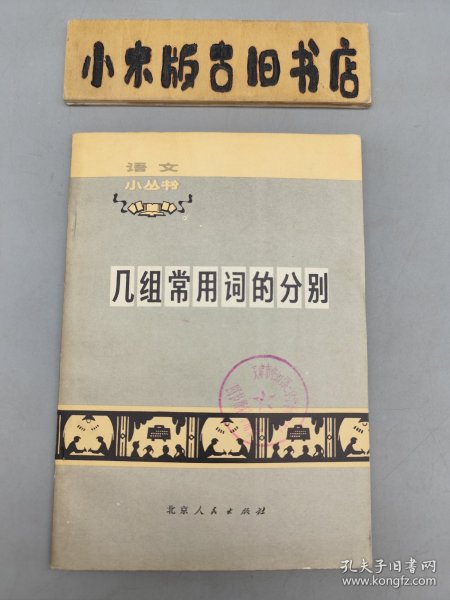 小末版古旧书店
语文
小丛书
几组常用词的分别
北京人民出版社
孔夫子旧书网
www.kongfz.com